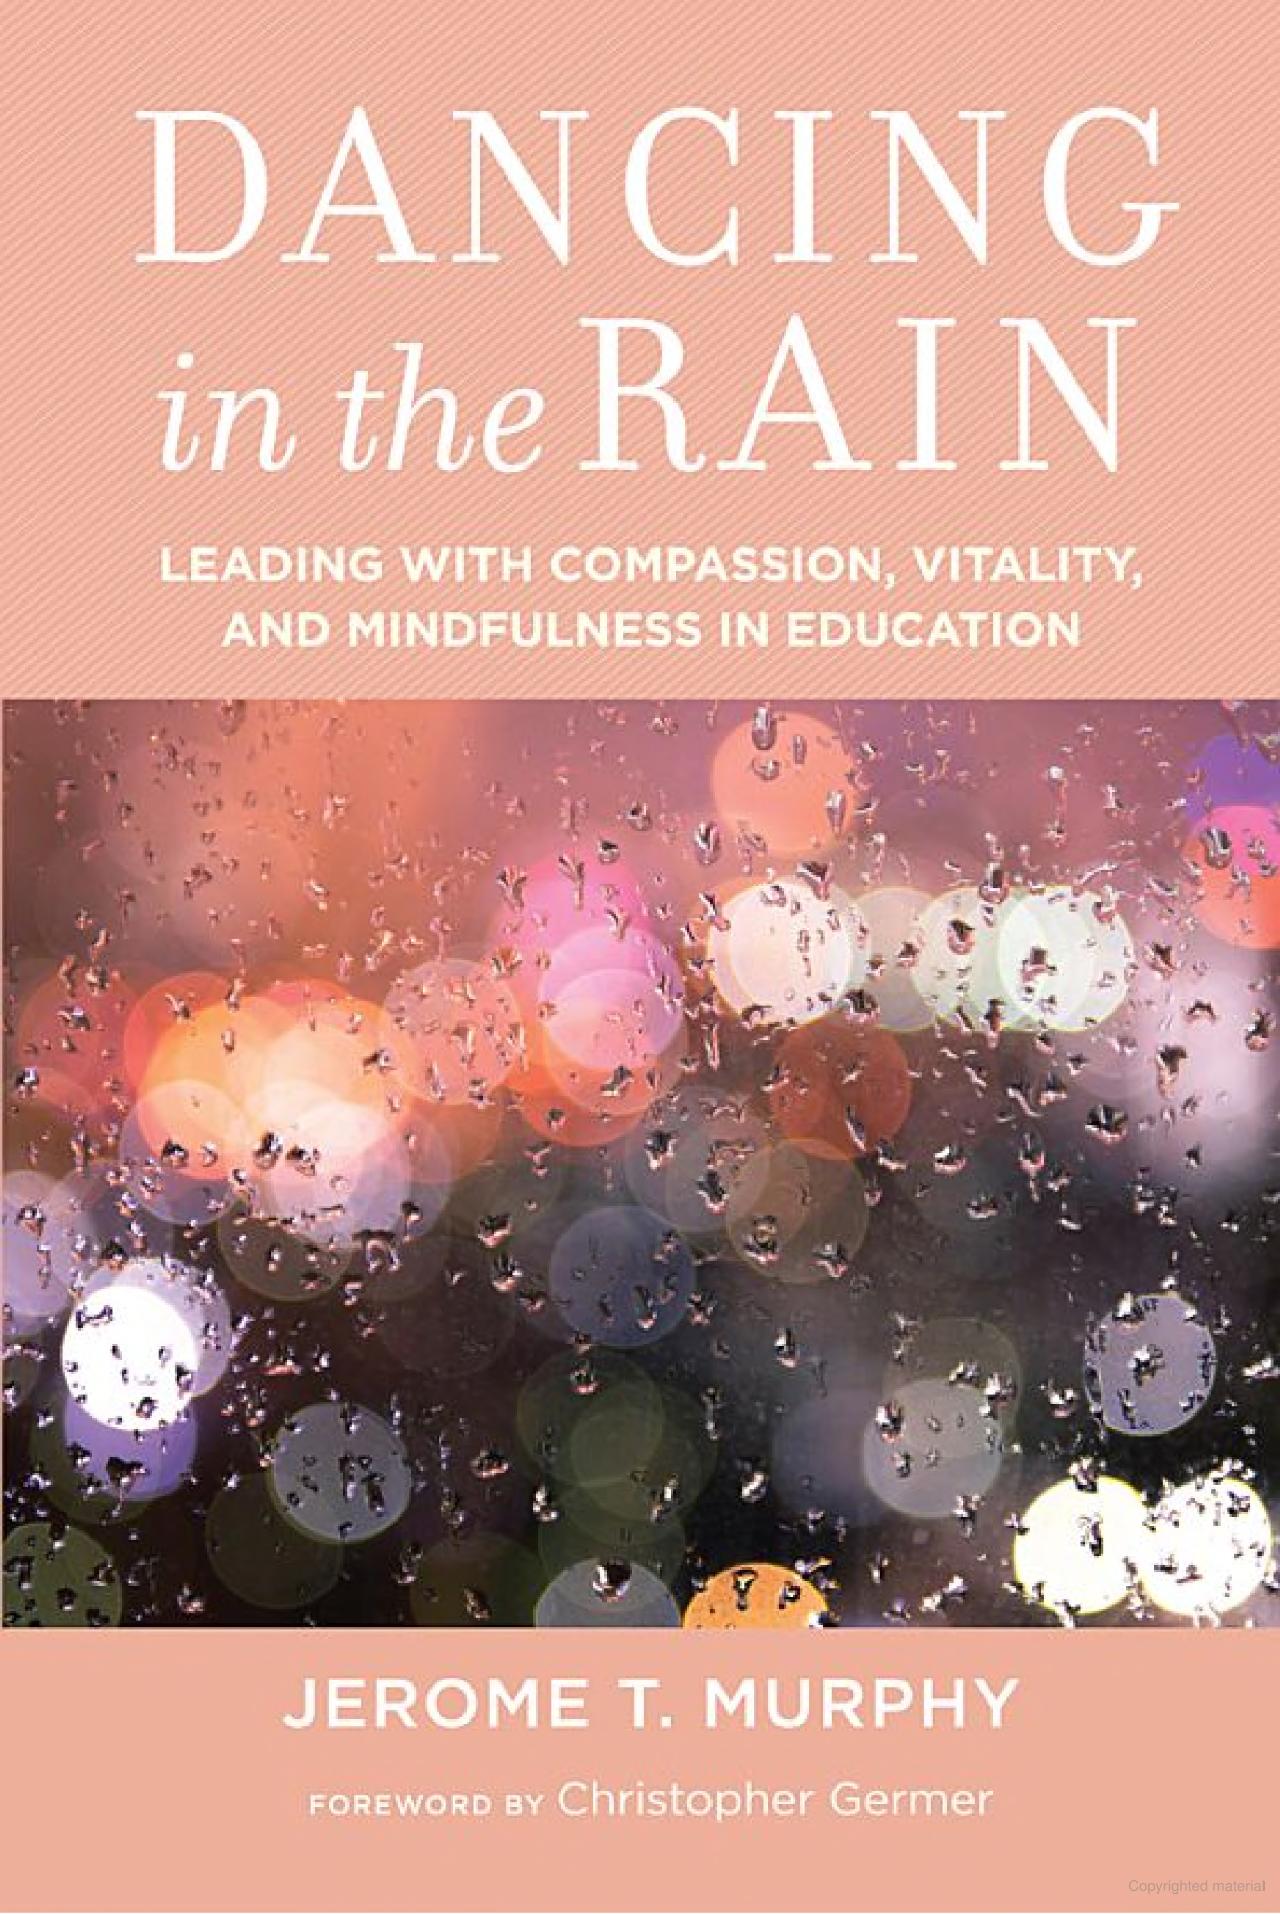 DANCING
in the RAIN
LEADING WITH COMPASSION, VITALITY,
AND MINDFULNESS IN EDUCATION
JEROME T. MURPHY
FOREWORD BY Christopher Germer
Copyrighted material